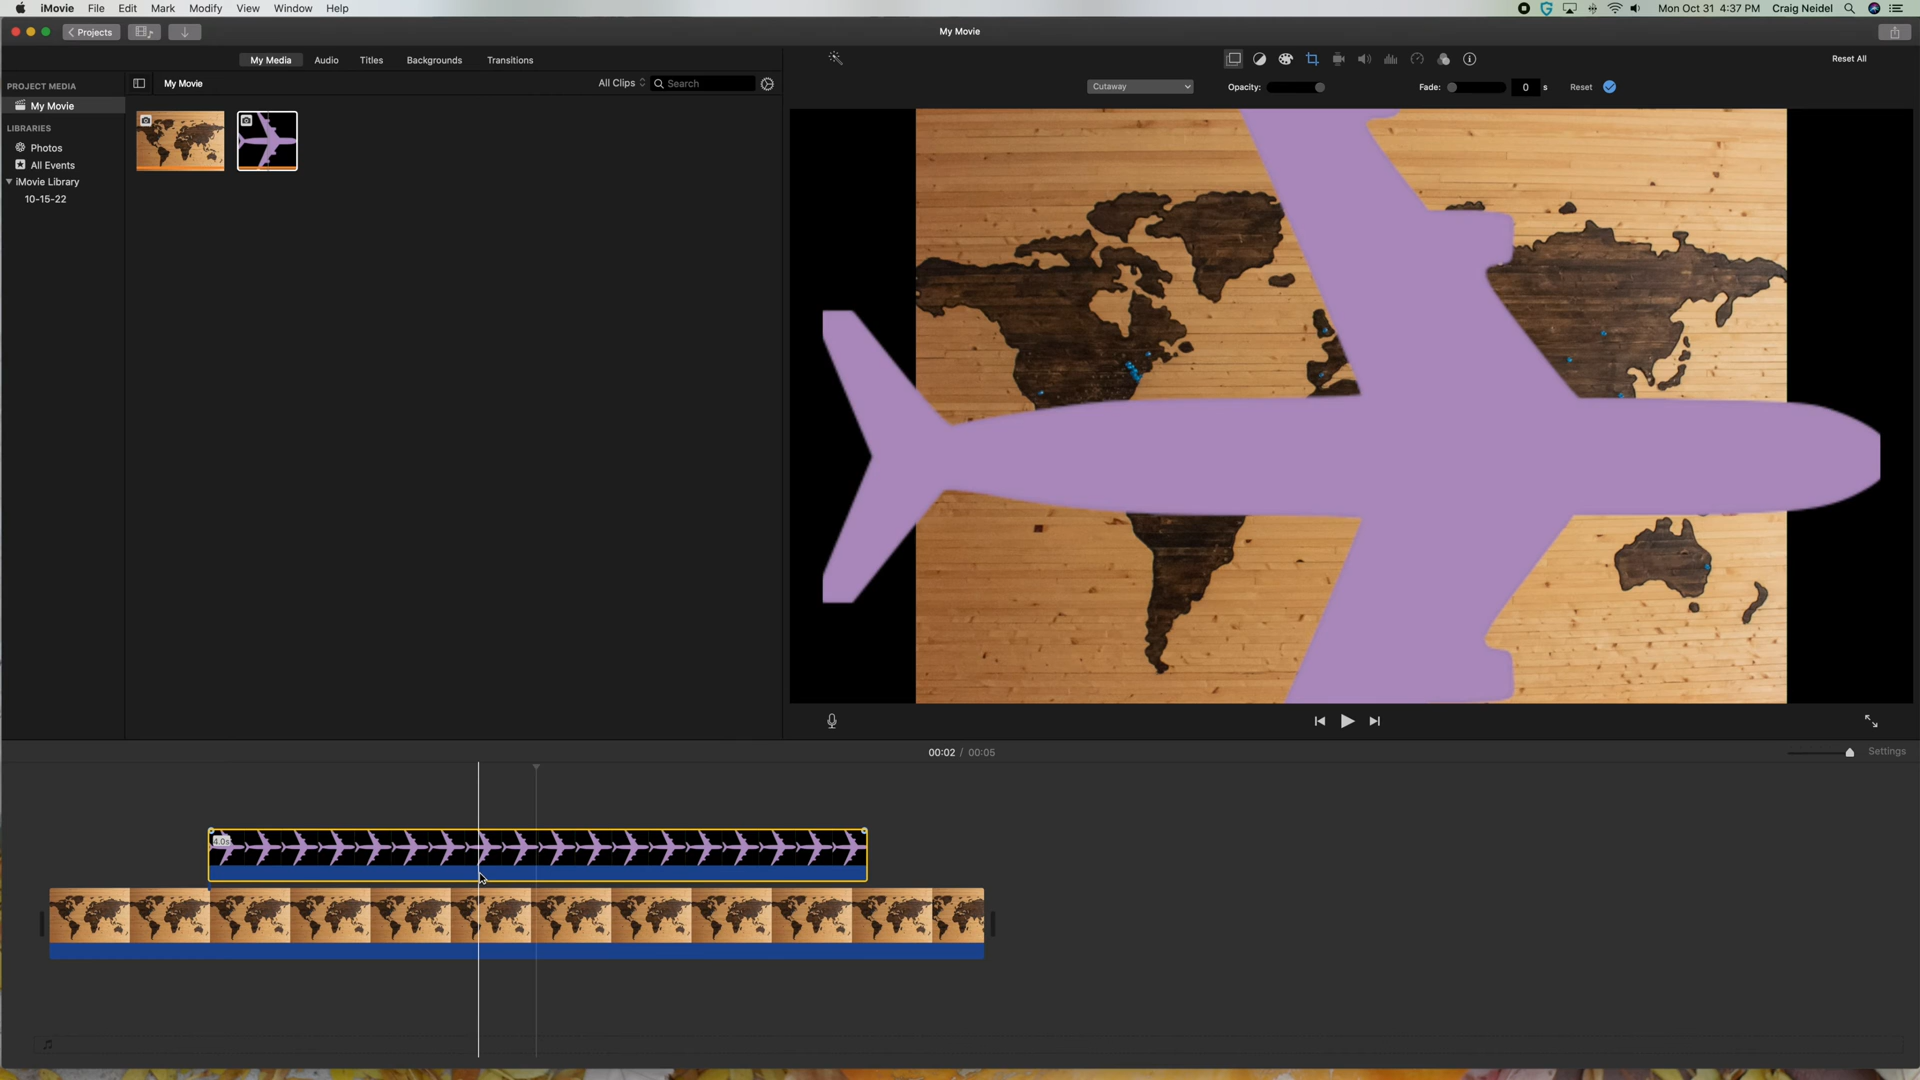 iMovie File Edit Mark Modify View Window Help Mon Oct 31 4:37 PM Craig Neidel
Projects My Movie
My Media Audio Titles Backgrounds Transitions Reset All
PROJECT MEDIA My Movie All Clips Search Cutaway Opacity: Fade: 0 s Reset
My Movie
LIBRARIES
Photos
All Events
iMovie Library
10-15-22
00:02 / 00:05 Settings
4.0s